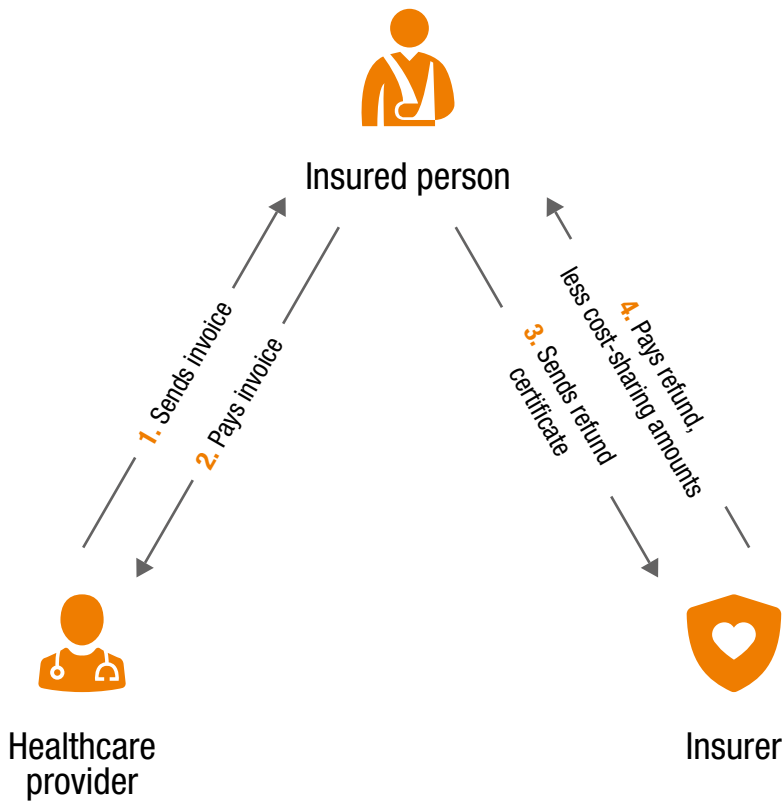 Insured person
1. Sends invoice
2. Pays invoice
3. Sends refund
certificate
4. Pays refund,
less cost-sharing amounts
Healthcare
provider
Insurer